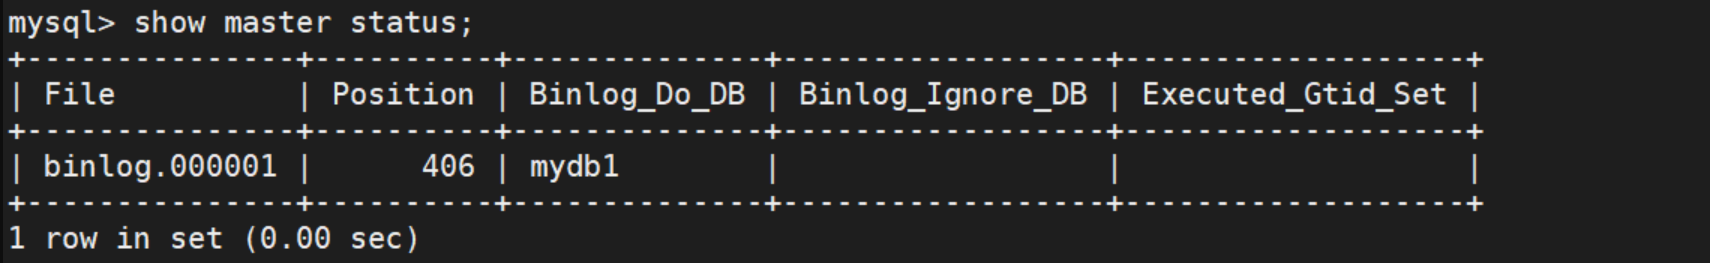 mysql> show master status;
+---------------+----------+--------------+------------------+-------------------+
| File          | Position | Binlog_Do_DB | Binlog_Ignore_DB | Executed_Gtid_Set |
+---------------+----------+--------------+------------------+-------------------+
| binlog.000001 |      406 | mydb1        |                  |                   |
+---------------+----------+--------------+------------------+-------------------+
1 row in set (0.00 sec)